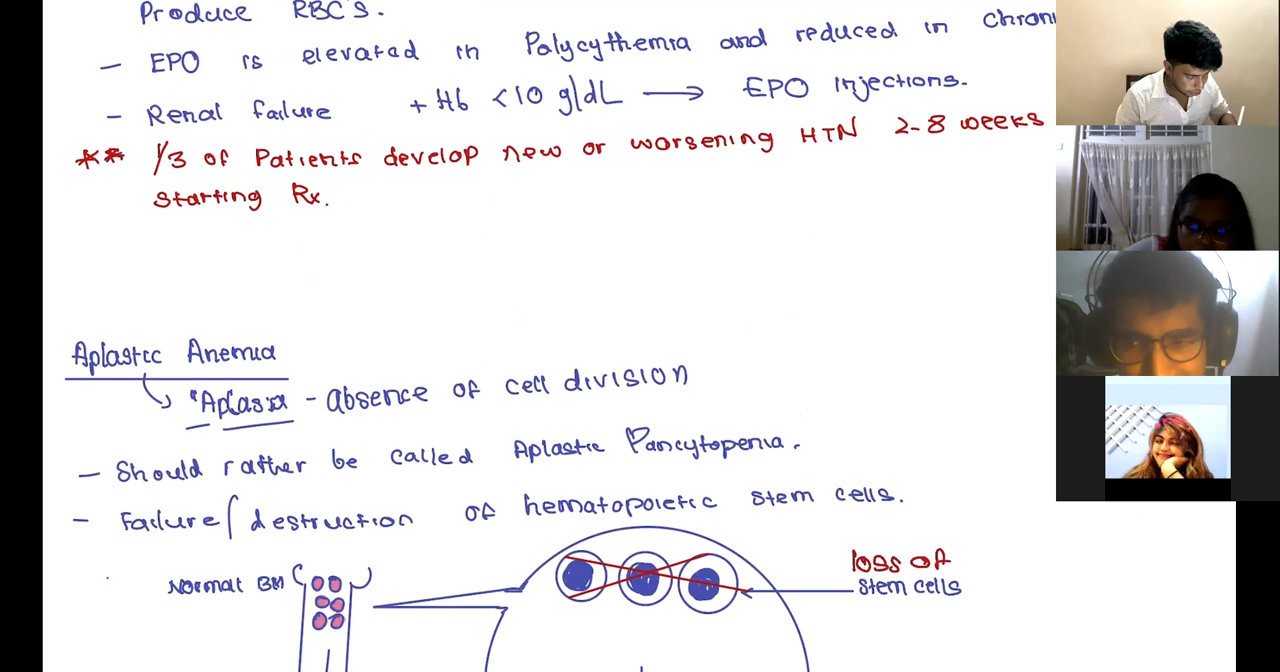 Produce RBC's.
- EPO is elevated in Polycythemia and reduced in chron
- Renal failure + Hb <10 g/dL → EPO injections.
** 1/3 of Patients develop new or worsening HTN 2-8 weeks
starting Rx.
Aplastic Anemia
"Aplasia - absence of cell division
- Should rather be called Aplastic Pancytopenia.
- Failure/destruction of hematopoietic stem cells.
Normal BM
loss of
stem cells